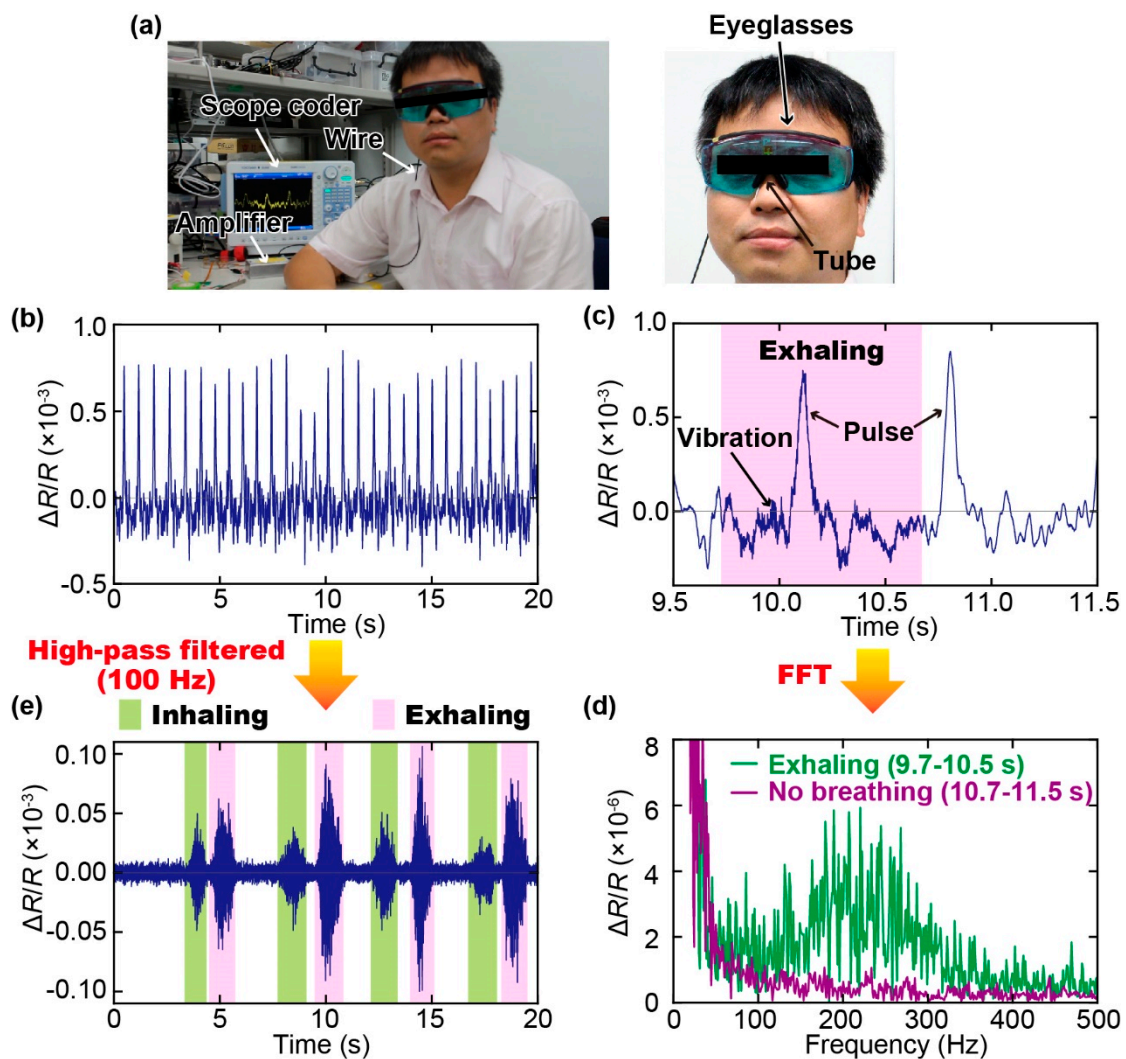 (a)
Eyeglasses
Scope coder
Wire
Amplifier
Tube
(b)
1.0
0.5
0.0
-0.5
ΔR/R (×10⁻³)
0 5 10 15 20
Time (s)
(c)
1.0
0.5
0.0
ΔR/R (×10⁻³)
Exhaling
Vibration
Pulse
9.5 10.0 10.5 11.0 11.5
Time (s)
High-pass filtered
(100 Hz)
FFT
(e)
Inhaling
Exhaling
0.10
0.05
0.00
-0.05
-0.10
ΔR/R (×10⁻³)
0 5 10 15 20
Time (s)
(d)
8
6
4
2
0
ΔR/R (×10⁻⁶)
Exhaling (9.7-10.5 s)
No breathing (10.7-11.5 s)
0 100 200 300 400 500
Frequency (Hz)